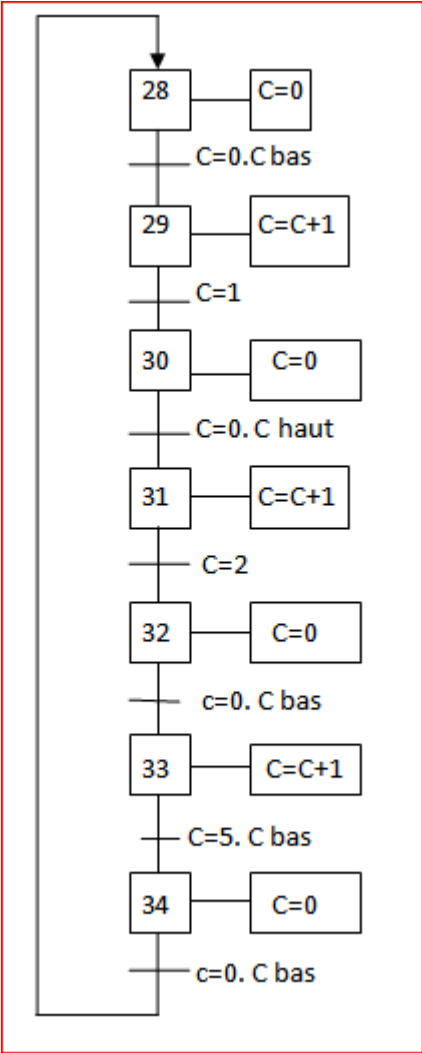 28 C=0
C=0.C bas
29 C=C+1
C=1
30 C=0
C=0. C haut
31 C=C+1
C=2
32 C=0
c=0. C bas
33 C=C+1
C=5. C bas
34 C=0
c=0. C bas